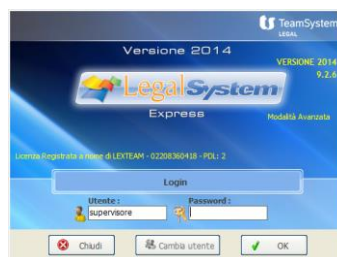 TeamSystem
LEGAL
Versione 2014
VERSIONE 2014
9.2.6
LegalSystem
Express
Modalità Avanzata
Licenza Registrata a nome di LEXTEAM - 02208360418 - PDL: 2
Login
Utente :
Password :
supervisore
Chiudi
Cambia utente
OK